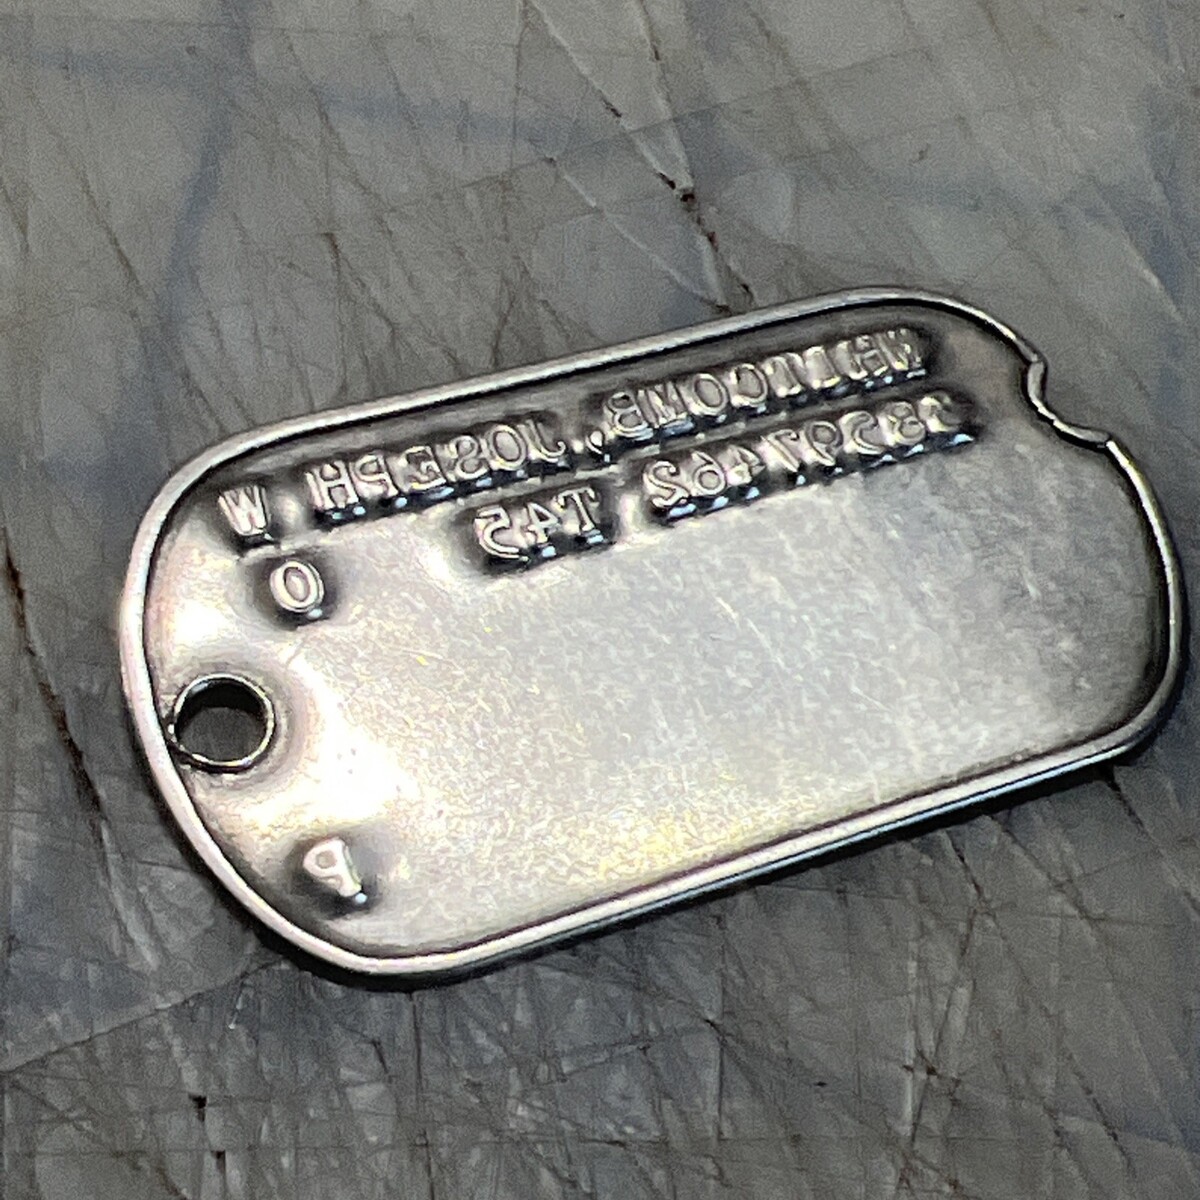 WHITCOMB, JOSEPH W
38597462 T45 O
P